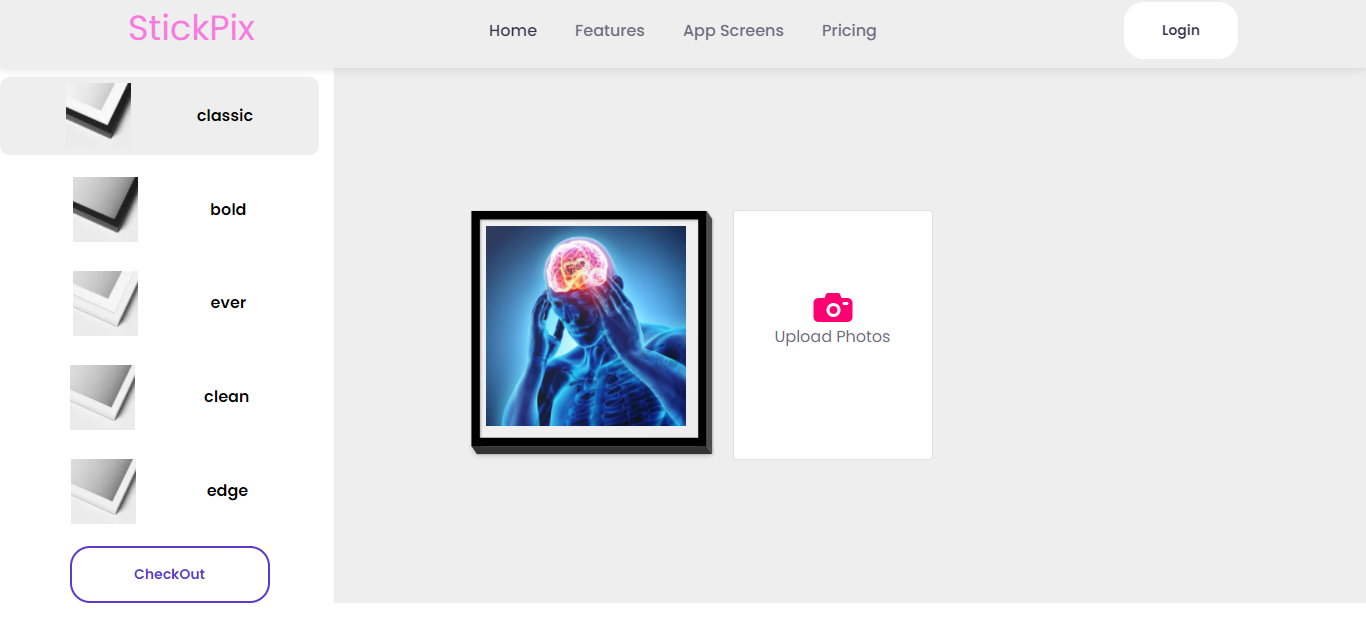 StickPix
Home Features App Screens Pricing
Login
classic
bold
ever
clean
edge
CheckOut
Upload Photos